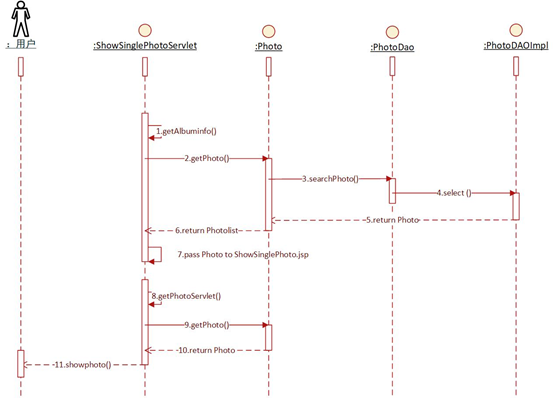 : 用户
:ShowSinglePhotoServlet
:Photo
:PhotoDao
:PhotoDAOImpl
1.getAlbuminfo()
2.getPhoto()
3.searchPhoto()
4.select ()
5.return Photo
6.return Photolist
7.pass Photo to ShowSinglePhoto.jsp
8.getPhotoServlet()
9.getPhoto()
10.return Photo
11.showphoto()